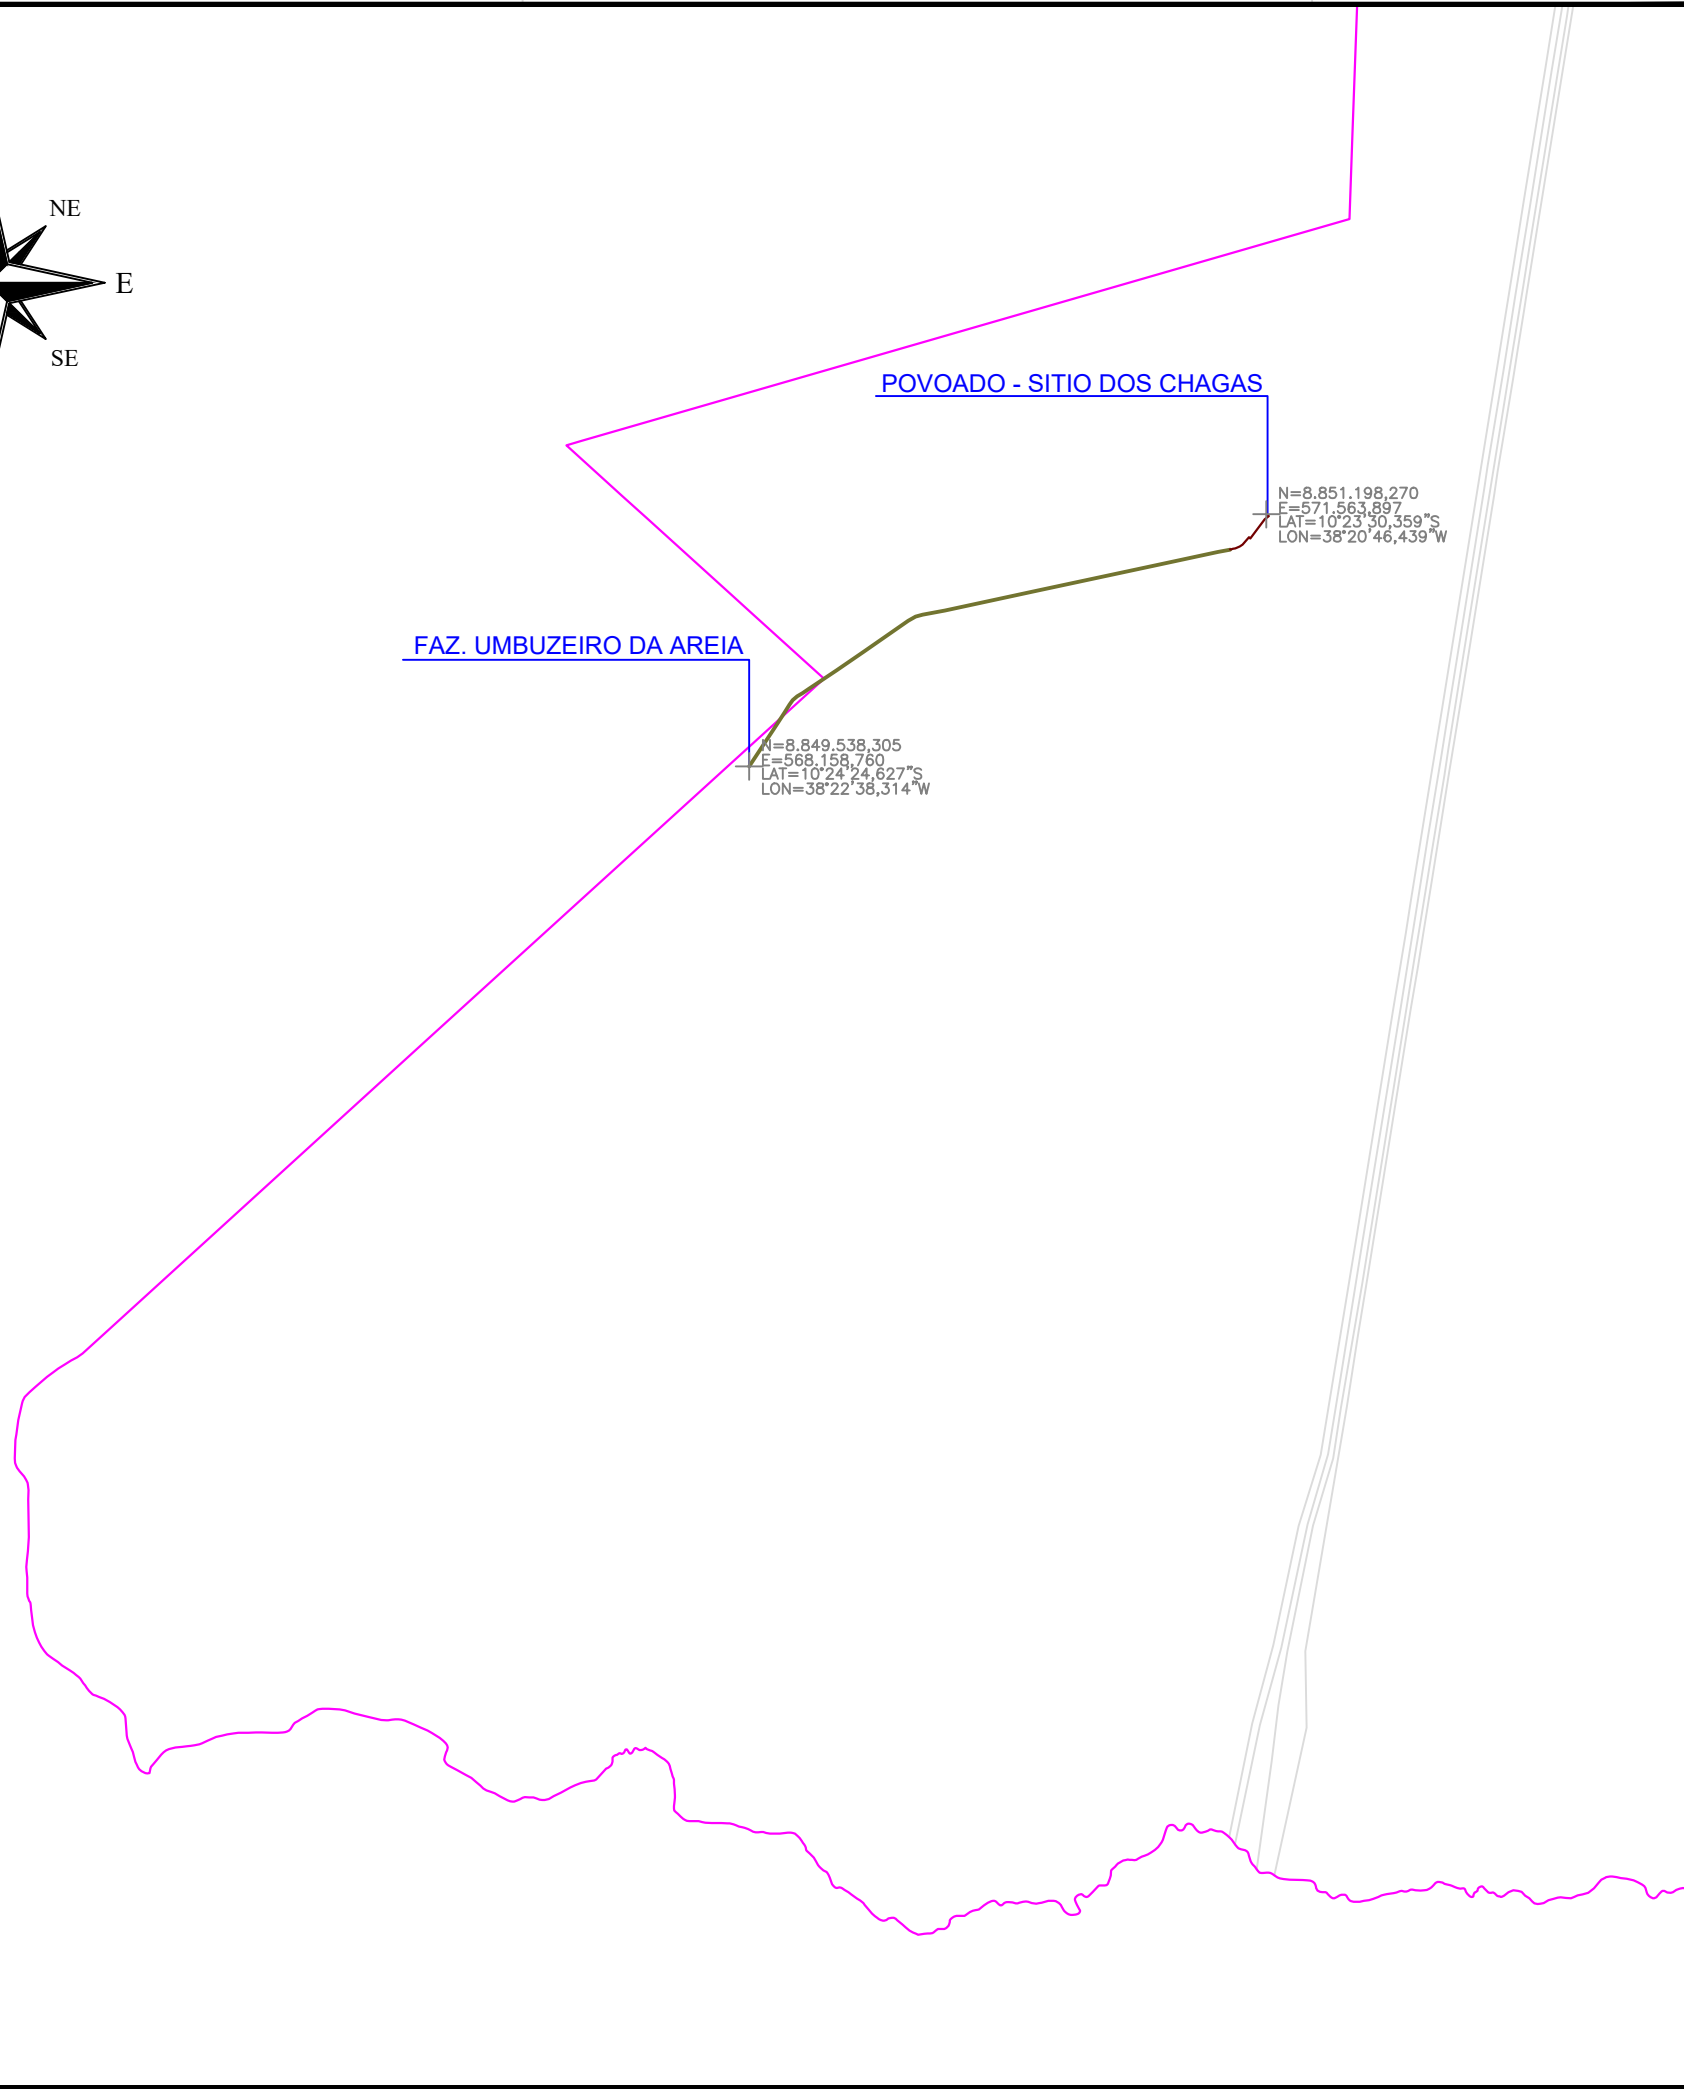 NE
E
SE
POVOADO - SITIO DOS CHAGAS
N=8.851.198,270
E=571.563,897
LAT=10°23'30,359"S
LON=38°20'46,439"W
FAZ. UMBUZEIRO DA AREIA
N=8.849.538,305
E=568.158,760
LAT=10°24'24,627"S
LON=38°22'38,314"W